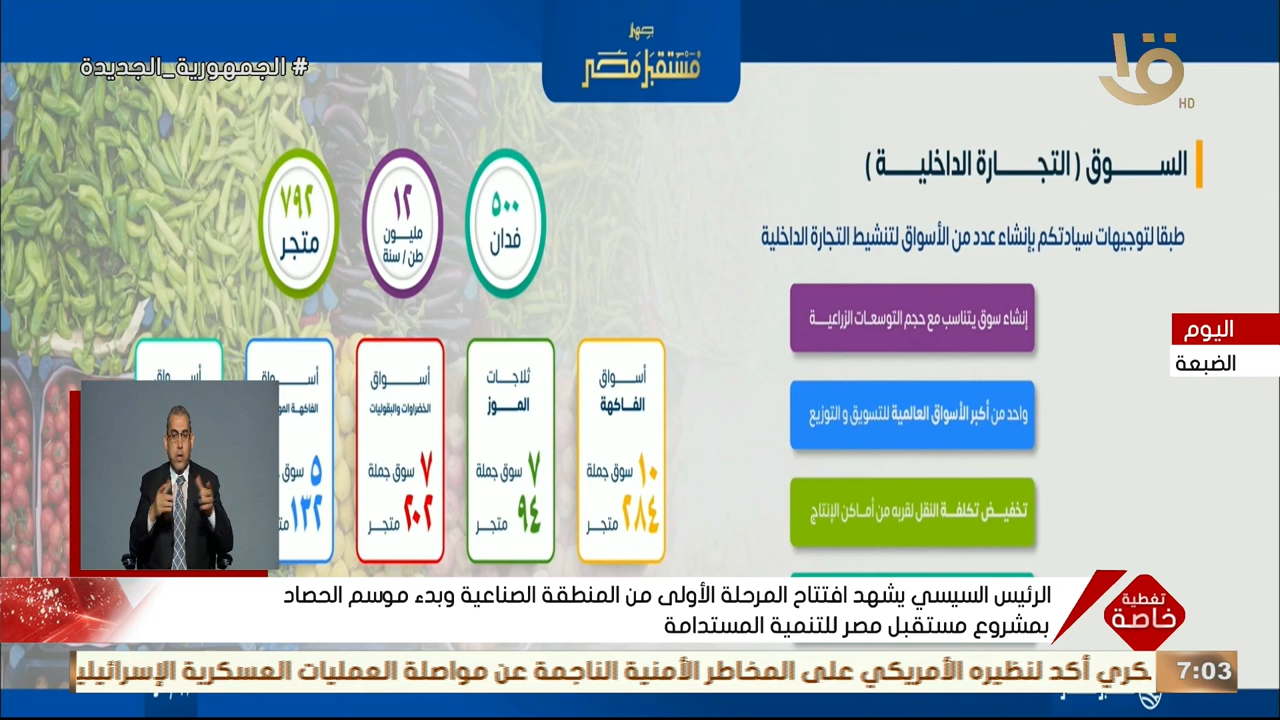 #الجمهورية_الجديدة
جهاز
مستقبل مصر
HD
السوق (التجارة الداخلية)
طبقا لتوجيهات سيادتكم بإنشاء عدد من الأسواق لتنشيط التجارة الداخلية
إنشاء سوق يتناسب مع حجم التوسعات الزراعية
واحد من أكبر الأسواق العالمية للتسويق و التوزيع
تخفيض تكلفة النقل لقربه من أماكن الإنتاج
٥٠٠
فدان
١٢
مليون
طن / سنة
٧٩٢
متجر
أسواق
الفاكهة
١٠ سوق جملة
٢٨٤ متجر
ثلاجات
الموز
٧ سوق جملة
٩٤ متجر
أسواق
الخضراوات والبقوليات
٧ سوق جملة
٢٠٢ متجر
الفاكهة
٥ سوق
١٣٢
اليوم
الضبعة
تغطية
خاصة
الرئيس السيسي يشهد افتتاح المرحلة الأولى من المنطقة الصناعية وبدء موسم الحصاد
بمشروع مستقبل مصر للتنمية المستدامة
7:03
كري أكد لنظيره الأمريكي على المخاطر الأمنية الناجمة عن مواصلة العمليات العسكرية الإسرائيلي